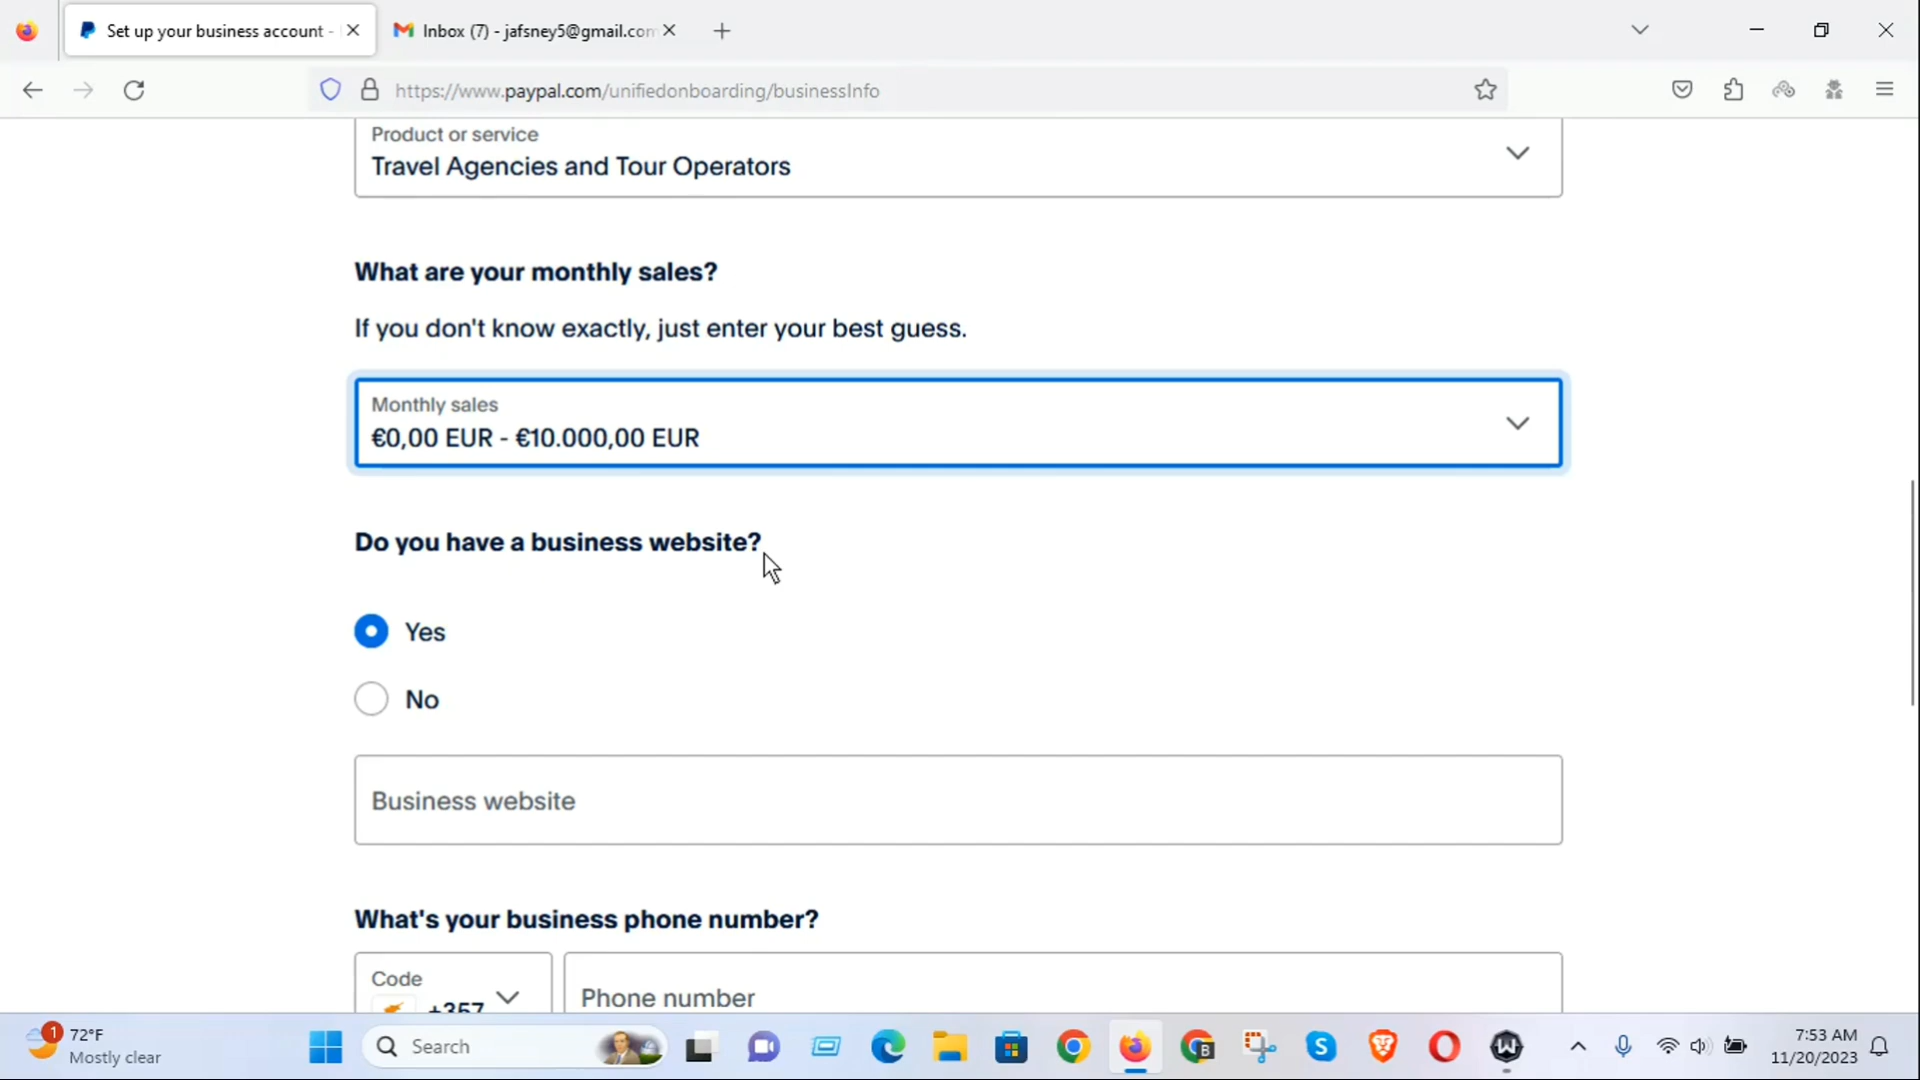 Set up your business account -
Inbox (7) - jafsney5@gmail.com
https://www.paypal.com/unifiedonboarding/businessInfo
Product or service
Travel Agencies and Tour Operators
What are your monthly sales?
If you don't know exactly, just enter your best guess.
Monthly sales
€0,00 EUR - €10.000,00 EUR
Do you have a business website?
Yes
No
Business website
What's your business phone number?
Code
+357
Phone number
1
72°F
Mostly clear
Search
7:53 AM
11/20/2023